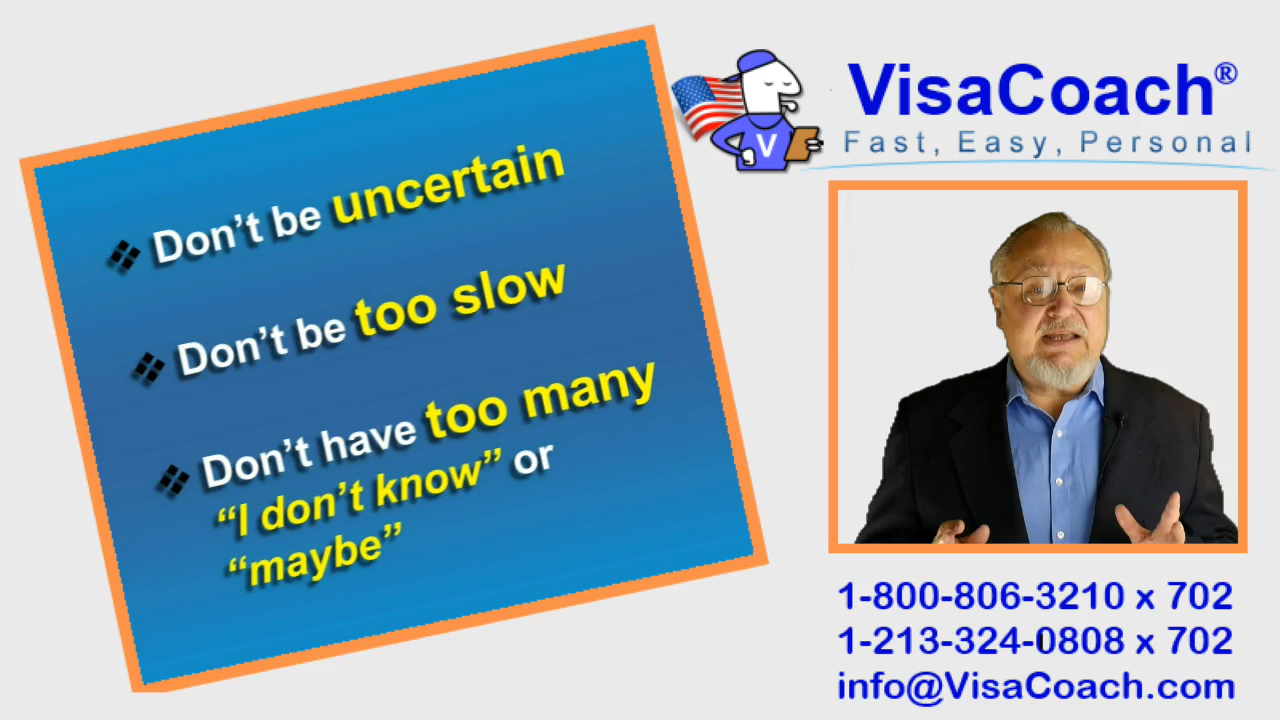 ❖ Don’t be uncertain
❖ Don’t be too slow
❖ Don’t have too many
“I don’t know” or
“maybe”
V
VisaCoach®
Fast, Easy, Personal
1-800-806-3210 x 702
1-213-324-0808 x 702
info@VisaCoach.com